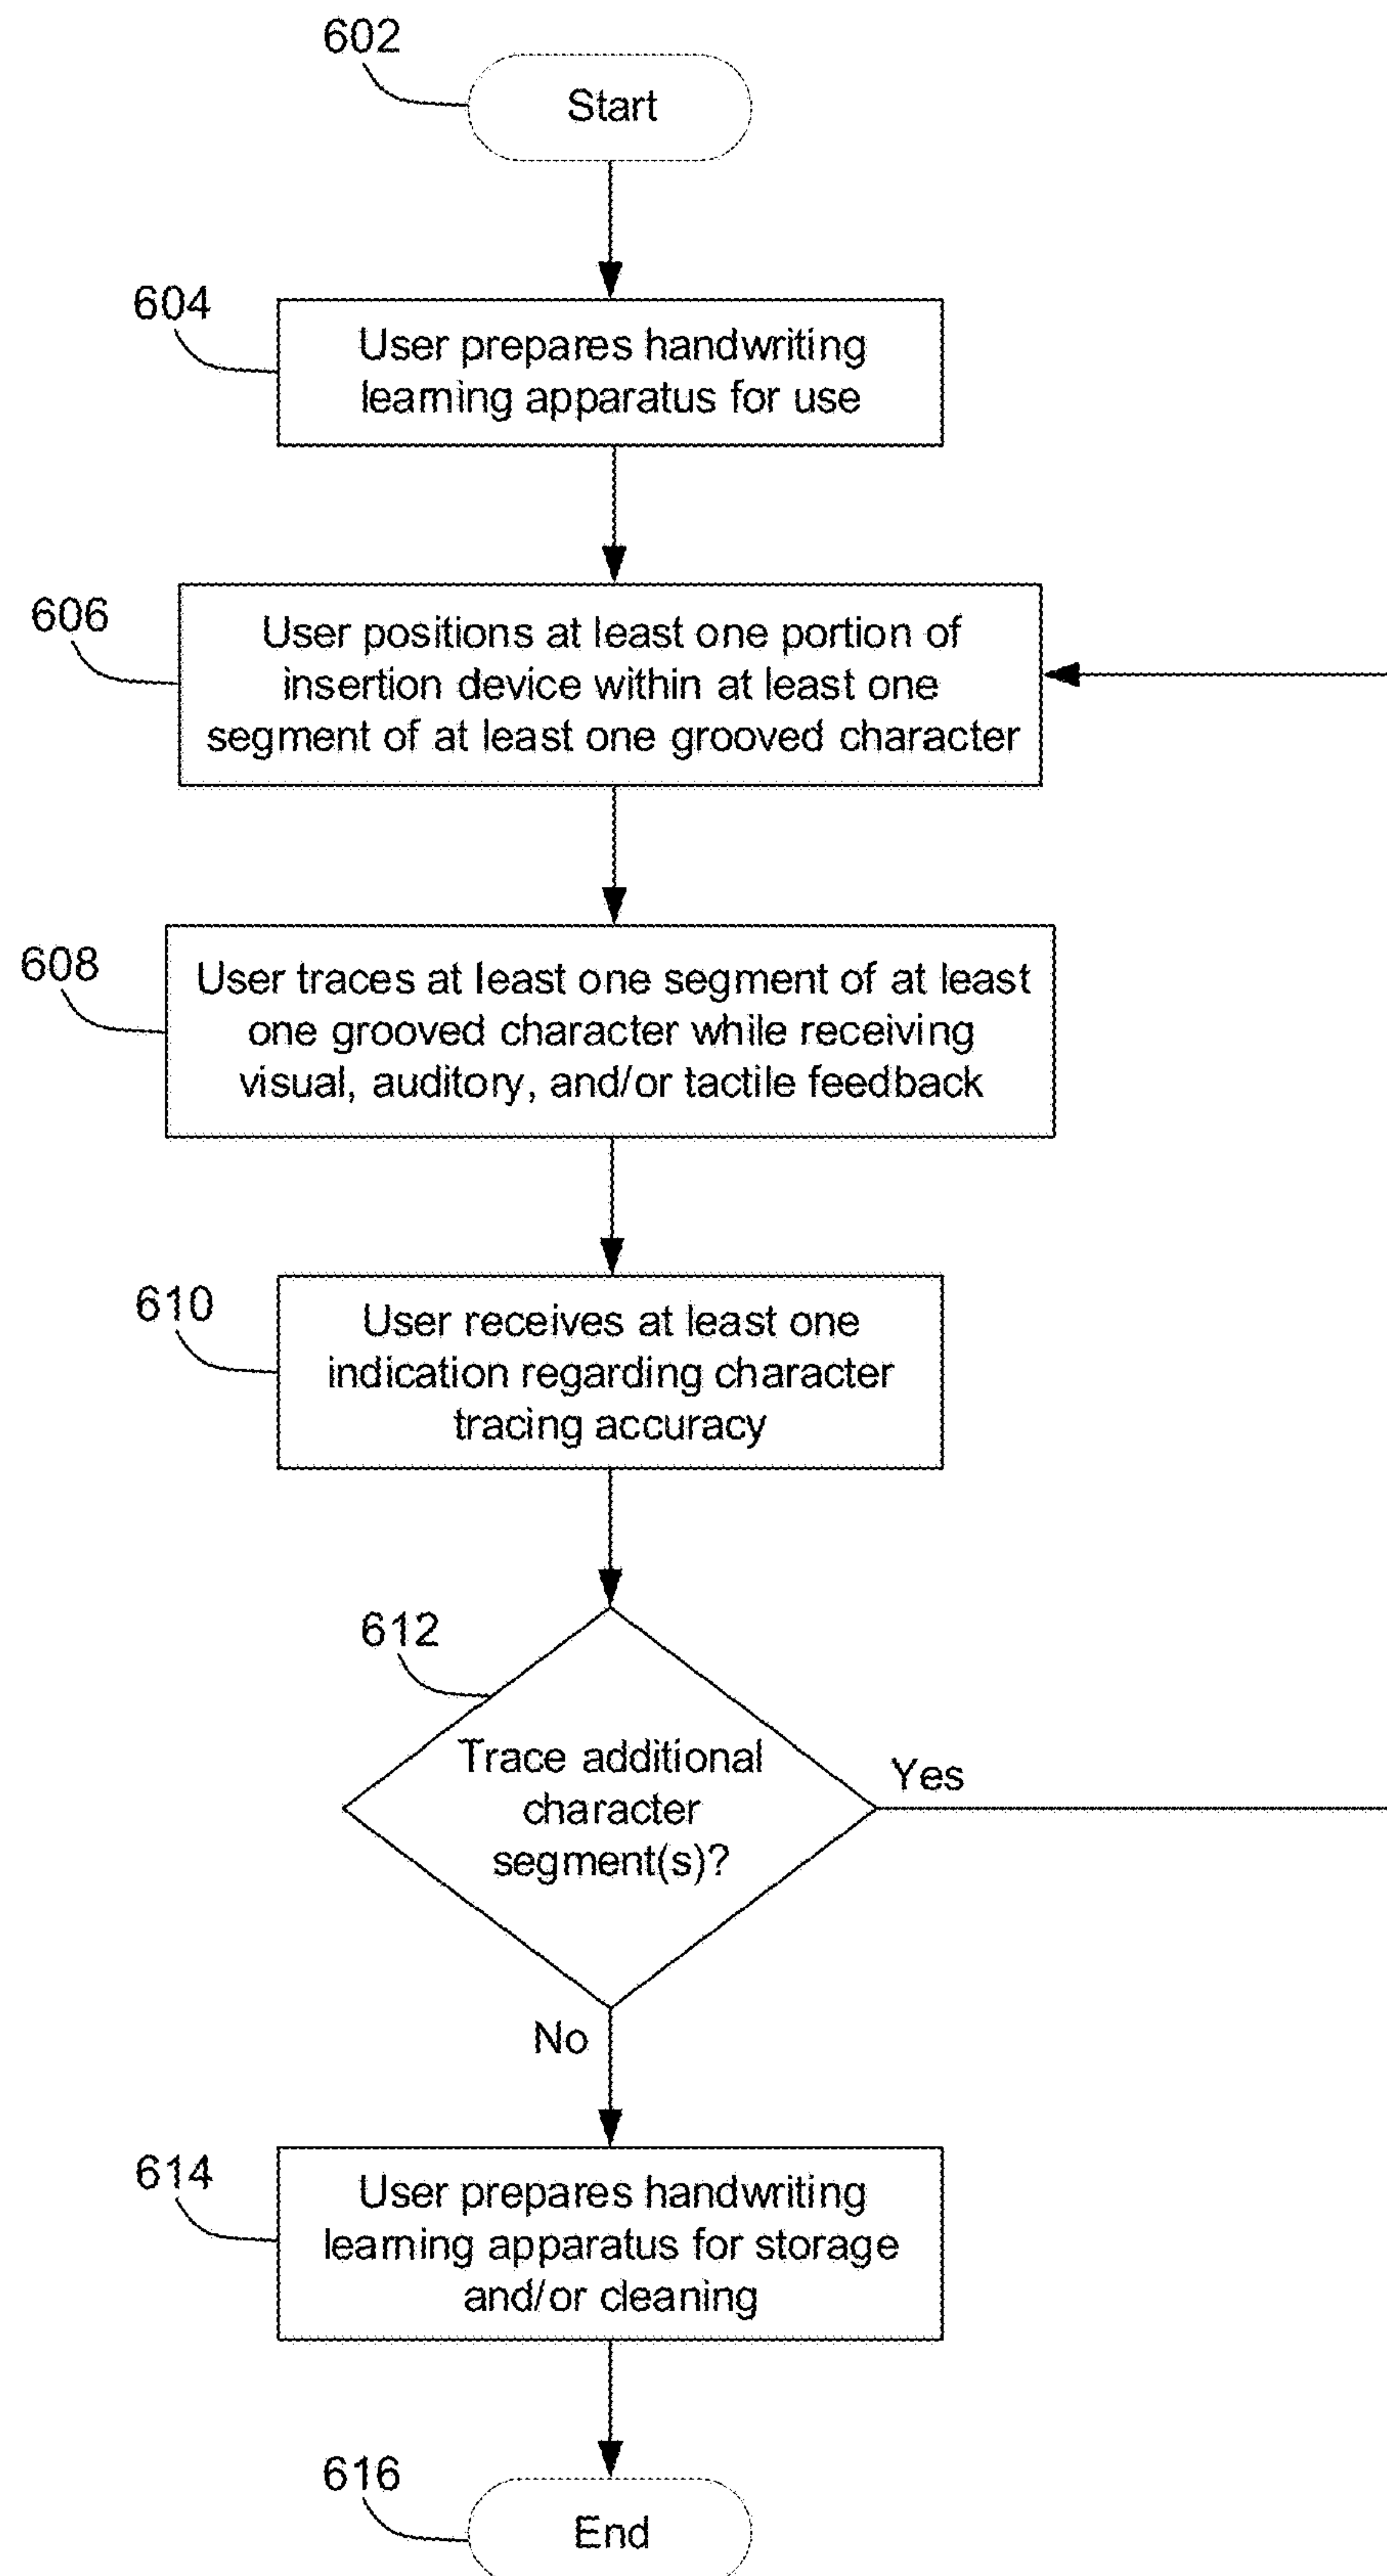 602
Start
604
User prepares handwriting
learning apparatus for use
606
User positions at least one portion of
insertion device within at least one
segment of at least one grooved character
608
User traces at least one segment of at least
one grooved character while receiving
visual, auditory, and/or tactile feedback
610
User receives at least one
indication regarding character
tracing accuracy
612
Trace additional
character
segment(s)?
Yes
No
614
User prepares handwriting
learning apparatus for storage
and/or cleaning
616
End